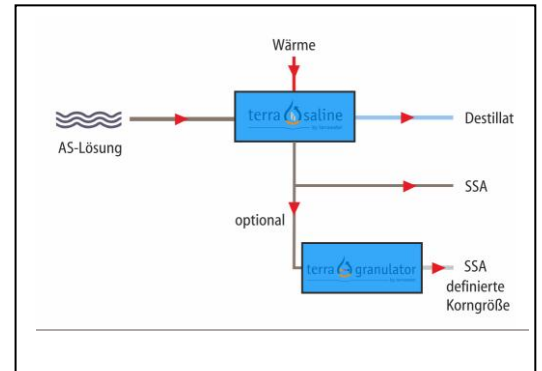 Wärme
terra saline
AS-Lösung
Destillat
SSA
optional
terra granulator
SSA
definierte
Korngröße